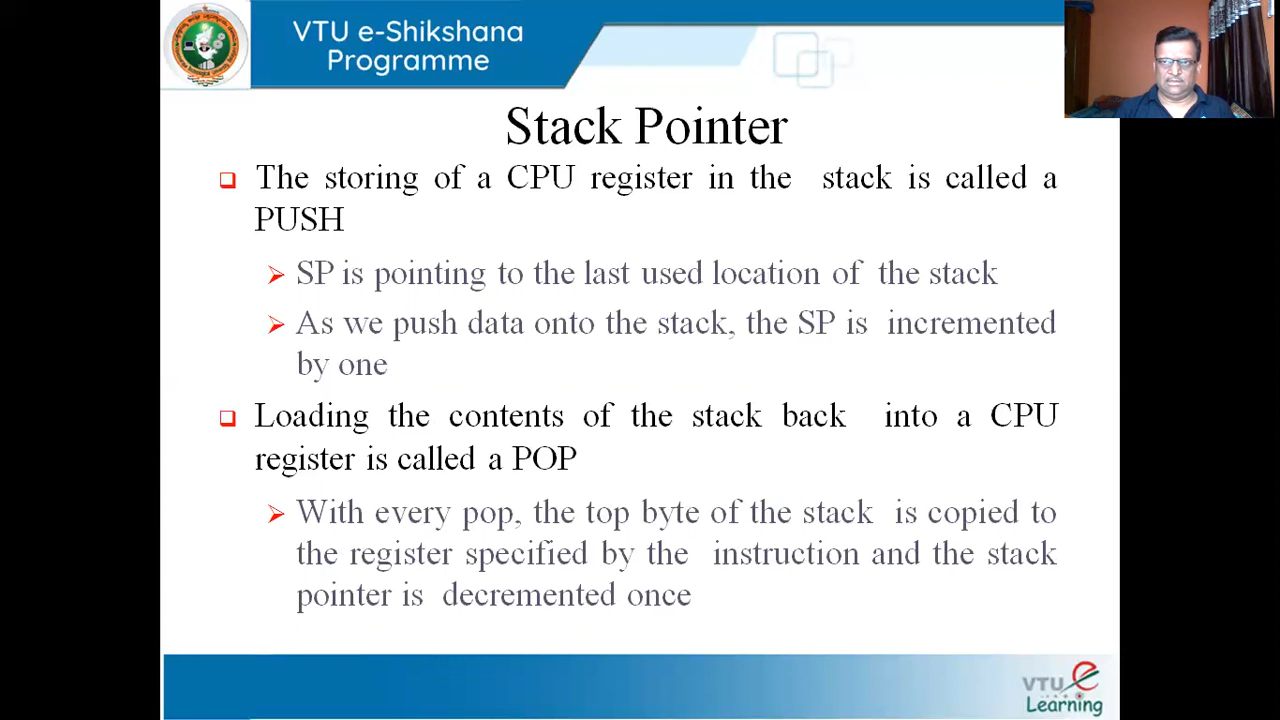 VTU e-Shikshana
Programme
Stack Pointer
The storing of a CPU register in the stack is called a
PUSH
SP is pointing to the last used location of the stack
As we push data onto the stack, the SP is incremented
by one
Loading the contents of the stack back into a CPU
register is called a POP
With every pop, the top byte of the stack is copied to
the register specified by the instruction and the stack
pointer is decremented once
VTU e
Learning